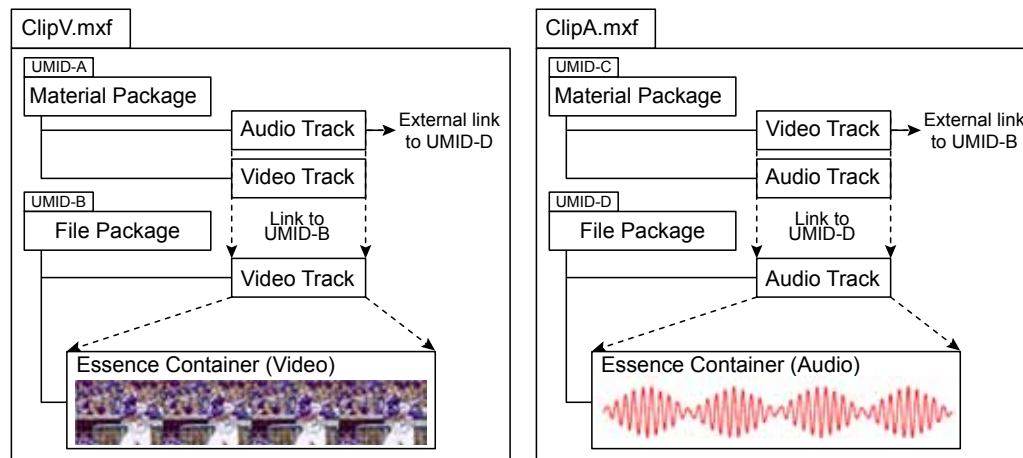 ClipV.mxf
UMID-A
Material Package
Audio Track
External link
to UMID-D
Video Track
UMID-B
File Package
Link to
UMID-B
Video Track
Essence Container (Video)
ClipA.mxf
UMID-C
Material Package
Video Track
External link
to UMID-B
Audio Track
UMID-D
File Package
Link to
UMID-D
Audio Track
Essence Container (Audio)